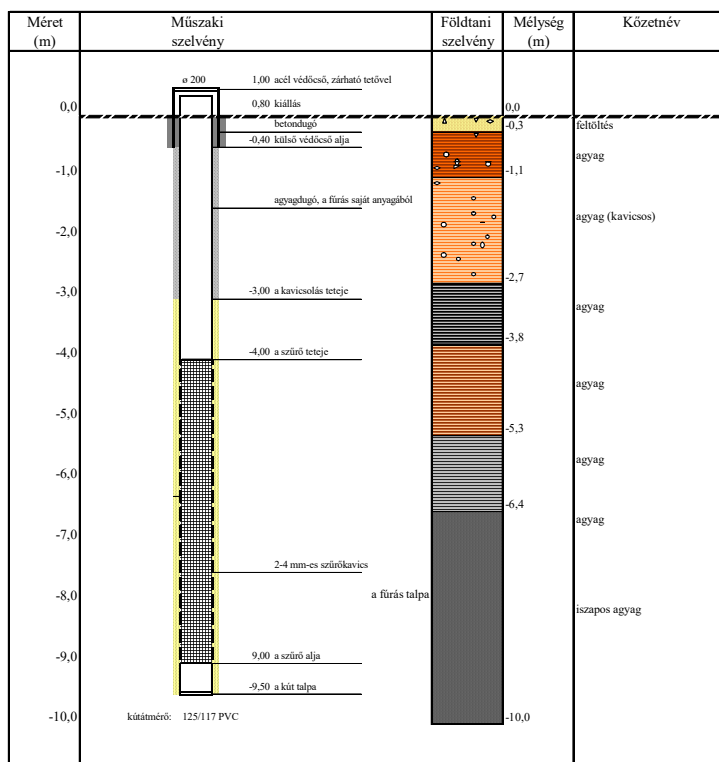 Méret
(m)
Műszaki
szelvény
Földtani
szelvény
Mélység
(m)
Kőzetnév
ø 200
1,00 acél védőcső, zárható tetővel
0,80 kiállás
0,0
0,0
betondugó
-0,3
feltöltés
-0,40 külső védőcső alja
agyag
-1,0
-1,1
agyagdugó, a fúrás saját anyagából
agyag (kavicsos)
-2,0
-2,7
-3,0
-3,00 a kavicsolás teteje
agyag
-3,8
-4,0
-4,00 a szűrő teteje
agyag
-5,0
-5,3
agyag
-6,0
-6,4
agyag
-7,0
2-4 mm-es szűrőkavics
-8,0
a fúrás talpa
iszapos agyag
-9,0
9,00 a szűrő alja
-9,50 a kút talpa
-10,0
kútátmérő: 125/117 PVC
-10,0